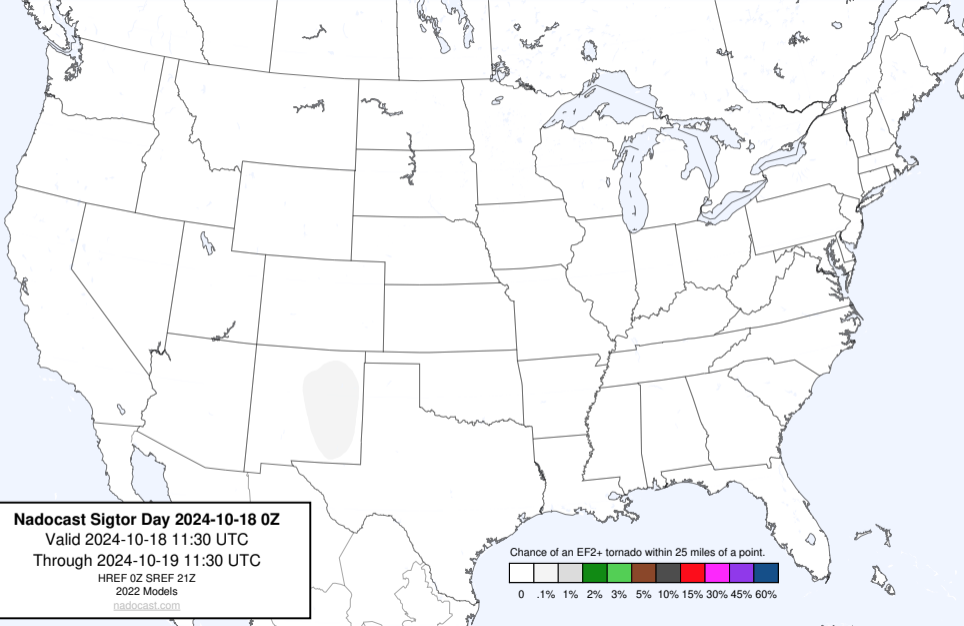 Nadocast Sigtor Day 2024-10-18 0Z
Valid 2024-10-18 11:30 UTC
Through 2024-10-19 11:30 UTC
HREF 0Z SREF 21Z
2022 Models
nadocast.com
Chance of an EF2+ tornado within 25 miles of a point.
0 .1% 1% 2% 3% 5% 10% 15% 30% 45% 60%